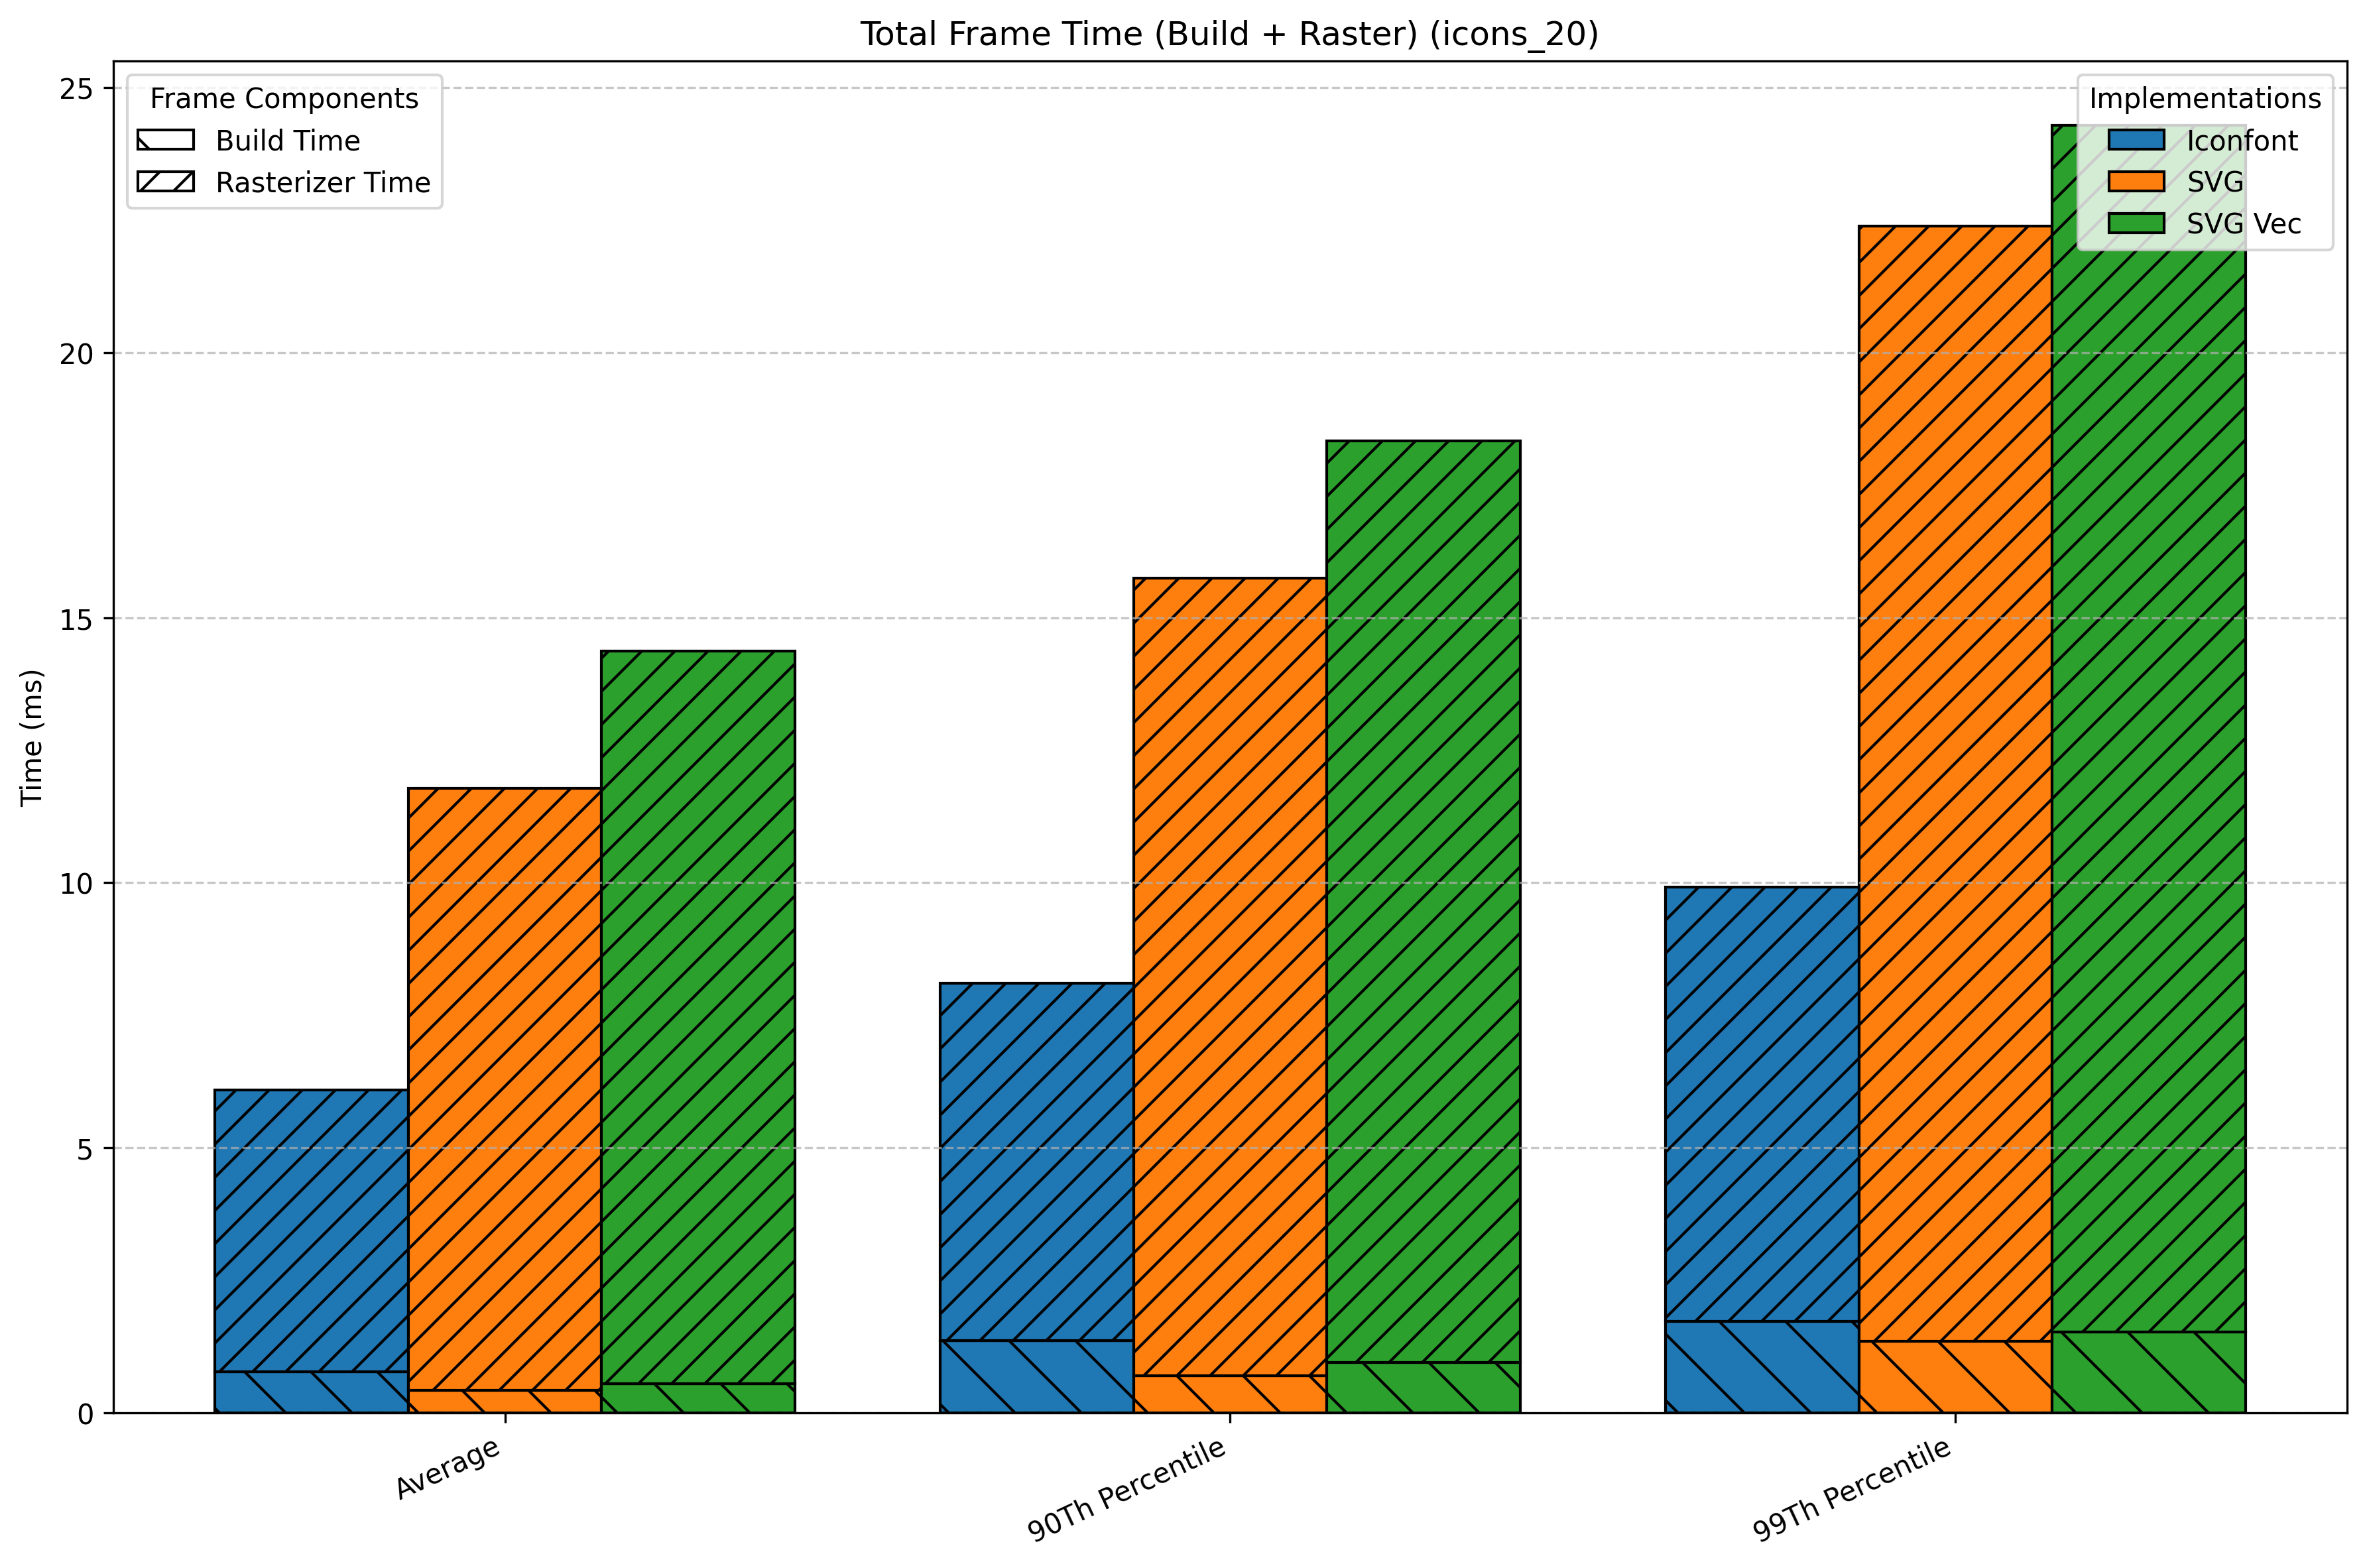 Total Frame Time (Build + Raster) (icons_20)
Frame Components
Build Time
Rasterizer Time
Implementations
Iconfont
SVG
SVG Vec
Time (ms)
25
20
15
10
5
0
Average
90Th Percentile
99Th Percentile